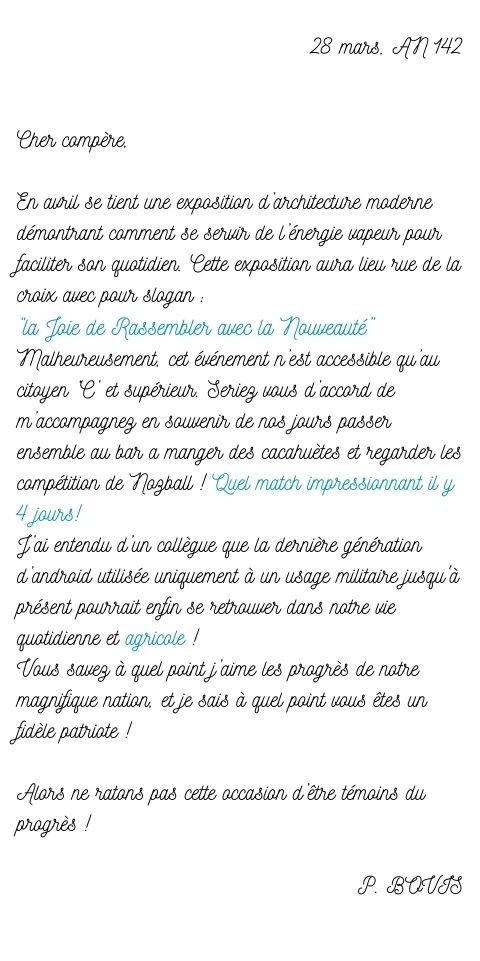 28 mars, AN 142
Cher compère,
En avril se tient une exposition d'architecture moderne
démontrant comment se servir de l'énergie vapeur pour
faciliter son quotidien. Cette exposition aura lieu rue de la
croix avec pour slogan :
"la Joie de Rassembler avec la Nouveauté"
Malheureusement, cet événement n'est accessible qu'au
citoyen 'C' et supérieur. Seriez vous d'accord de
m'accompagnez en souvenir de nos jours passer
ensemble au bar a manger des cacahuètes et regarder les
compétition de Nozball ! Quel match impressionnant il y
4 jours!
J'ai entendu d'un collègue que la dernière génération
d'android utilisée uniquement à un usage militaire jusqu'à
présent pourrait enfin se retrouver dans notre vie
quotidienne et agricole !
Vous savez à quel point j'aime les progrès de notre
magnifique nation, et je sais à quel point vous êtes un
fidèle patriote !
Alors ne ratons pas cette occasion d'être témoins du
progrès !
P. BOVIS